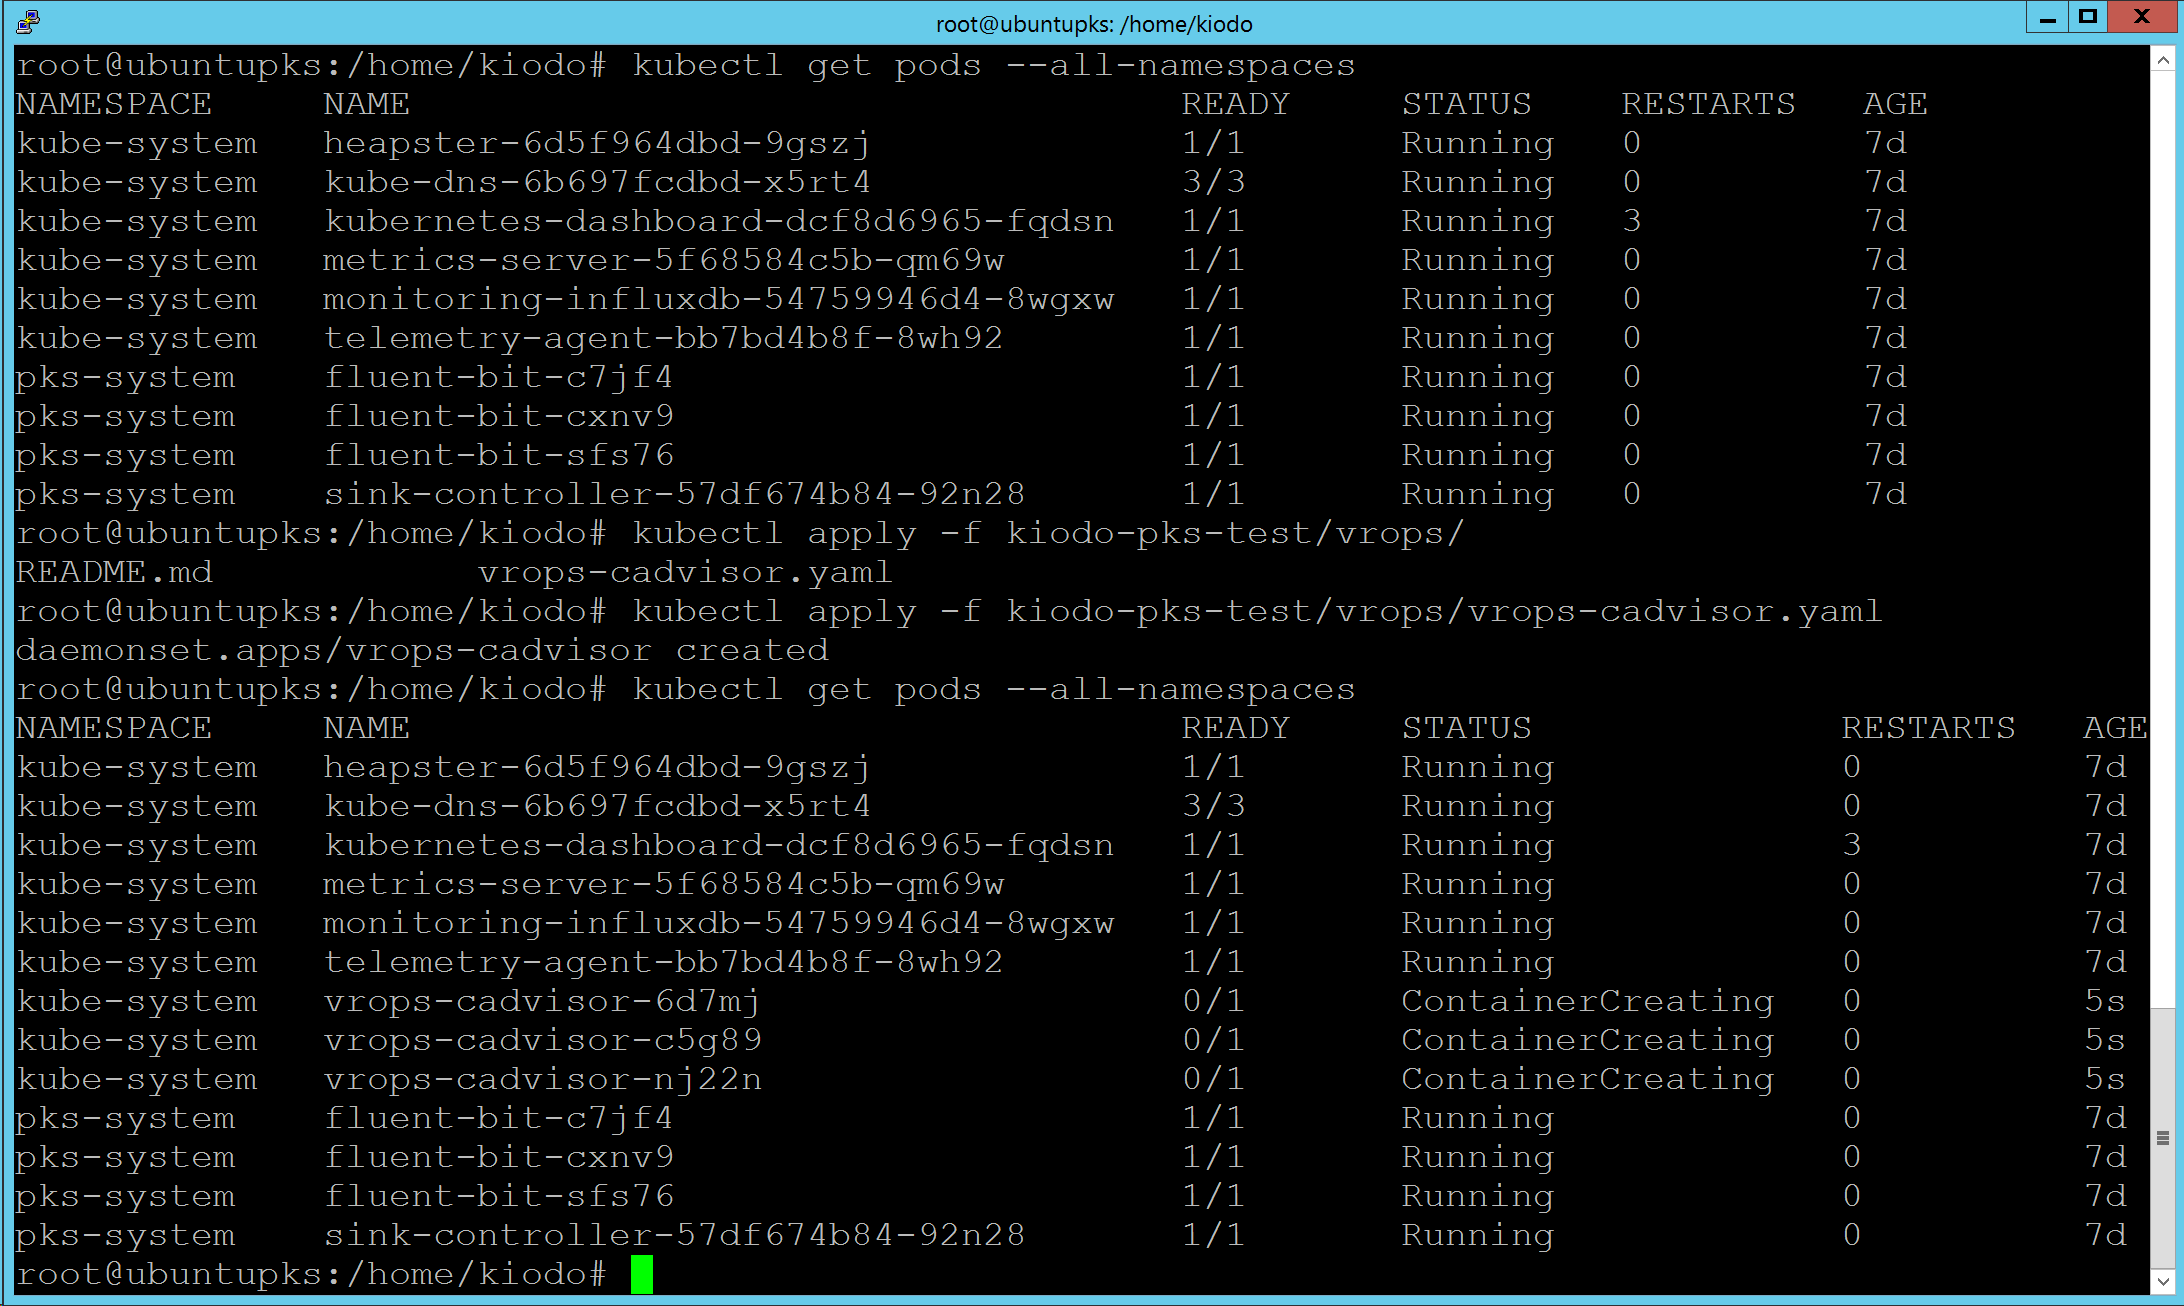 root@ubuntupks: /home/kiodo
root@ubuntupks:/home/kiodo# kubectl get pods --all-namespaces
NAMESPACE     NAME                                   READY     STATUS    RESTARTS   AGE
kube-system   heapster-6d5f964dbd-9gszj              1/1       Running   0          7d
kube-system   kube-dns-6b697fcdbd-x5rt4              3/3       Running   0          7d
kube-system   kubernetes-dashboard-dcf8d6965-fqdsn   1/1       Running   3          7d
kube-system   metrics-server-5f68584c5b-qm69w        1/1       Running   0          7d
kube-system   monitoring-influxdb-54759946d4-8wgxw   1/1       Running   0          7d
kube-system   telemetry-agent-bb7bd4b8f-8wh92        1/1       Running   0          7d
pks-system    fluent-bit-c7jf4                       1/1       Running   0          7d
pks-system    fluent-bit-cxnv9                       1/1       Running   0          7d
pks-system    fluent-bit-sfs76                       1/1       Running   0          7d
pks-system    sink-controller-57df674b84-92n28       1/1       Running   0          7d
root@ubuntupks:/home/kiodo# kubectl apply -f kiodo-pks-test/vrops/
README.md            vrops-cadvisor.yaml
root@ubuntupks:/home/kiodo# kubectl apply -f kiodo-pks-test/vrops/vrops-cadvisor.yaml
daemonset.apps/vrops-cadvisor created
root@ubuntupks:/home/kiodo# kubectl get pods --all-namespaces
NAMESPACE     NAME                                   READY     STATUS              RESTARTS   AGE
kube-system   heapster-6d5f964dbd-9gszj              1/1       Running             0          7d
kube-system   kube-dns-6b697fcdbd-x5rt4              3/3       Running             0          7d
kube-system   kubernetes-dashboard-dcf8d6965-fqdsn   1/1       Running             3          7d
kube-system   metrics-server-5f68584c5b-qm69w        1/1       Running             0          7d
kube-system   monitoring-influxdb-54759946d4-8wgxw   1/1       Running             0          7d
kube-system   telemetry-agent-bb7bd4b8f-8wh92        1/1       Running             0          7d
kube-system   vrops-cadvisor-6d7mj                   0/1       ContainerCreating   0          5s
kube-system   vrops-cadvisor-c5g89                   0/1       ContainerCreating   0          5s
kube-system   vrops-cadvisor-nj22n                   0/1       ContainerCreating   0          5s
pks-system    fluent-bit-c7jf4                       1/1       Running             0          7d
pks-system    fluent-bit-cxnv9                       1/1       Running             0          7d
pks-system    fluent-bit-sfs76                       1/1       Running             0          7d
pks-system    sink-controller-57df674b84-92n28       1/1       Running             0          7d
root@ubuntupks:/home/kiodo#